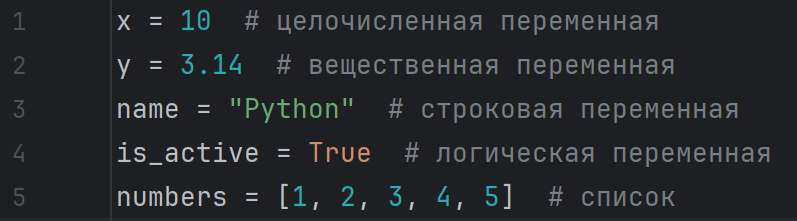 1 x = 10  # целочисленная переменная
2 y = 3.14  # вещественная переменная
3 name = "Python"  # строковая переменная
4 is_active = True  # логическая переменная
5 numbers = [1, 2, 3, 4, 5]  # список